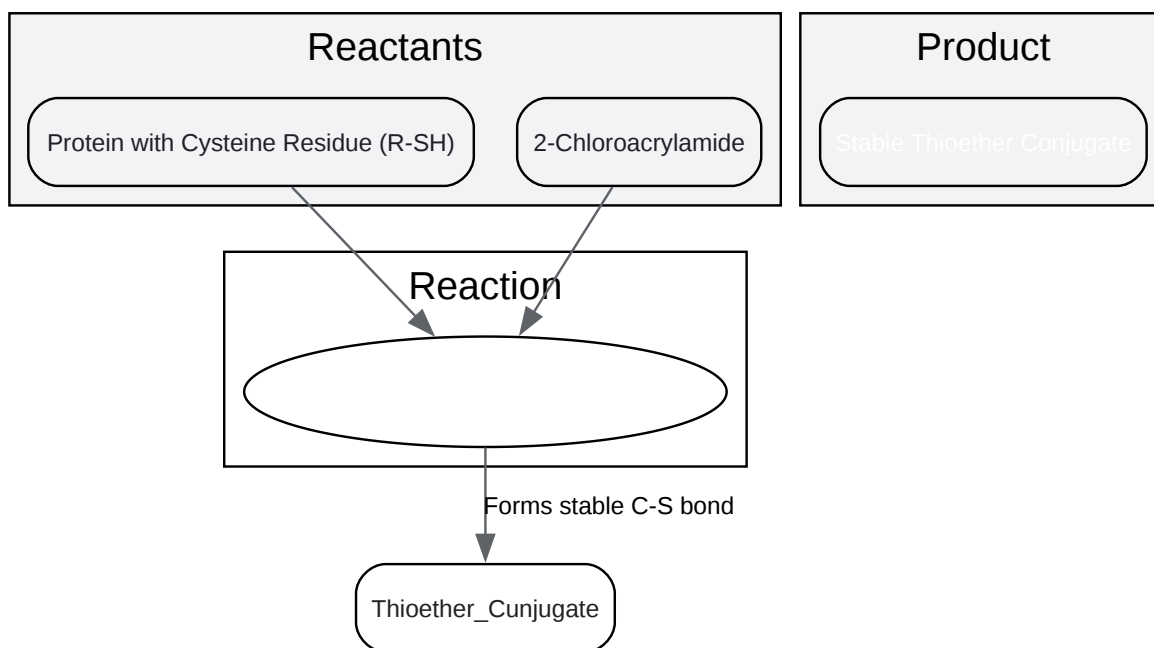 Reactants
Product
Protein with Cysteine Residue (R-SH)
2-Chloroacrylamide
Stable Thioether Conjugate
Reaction
Forms stable C-S bond
Thioether_Cunjugate